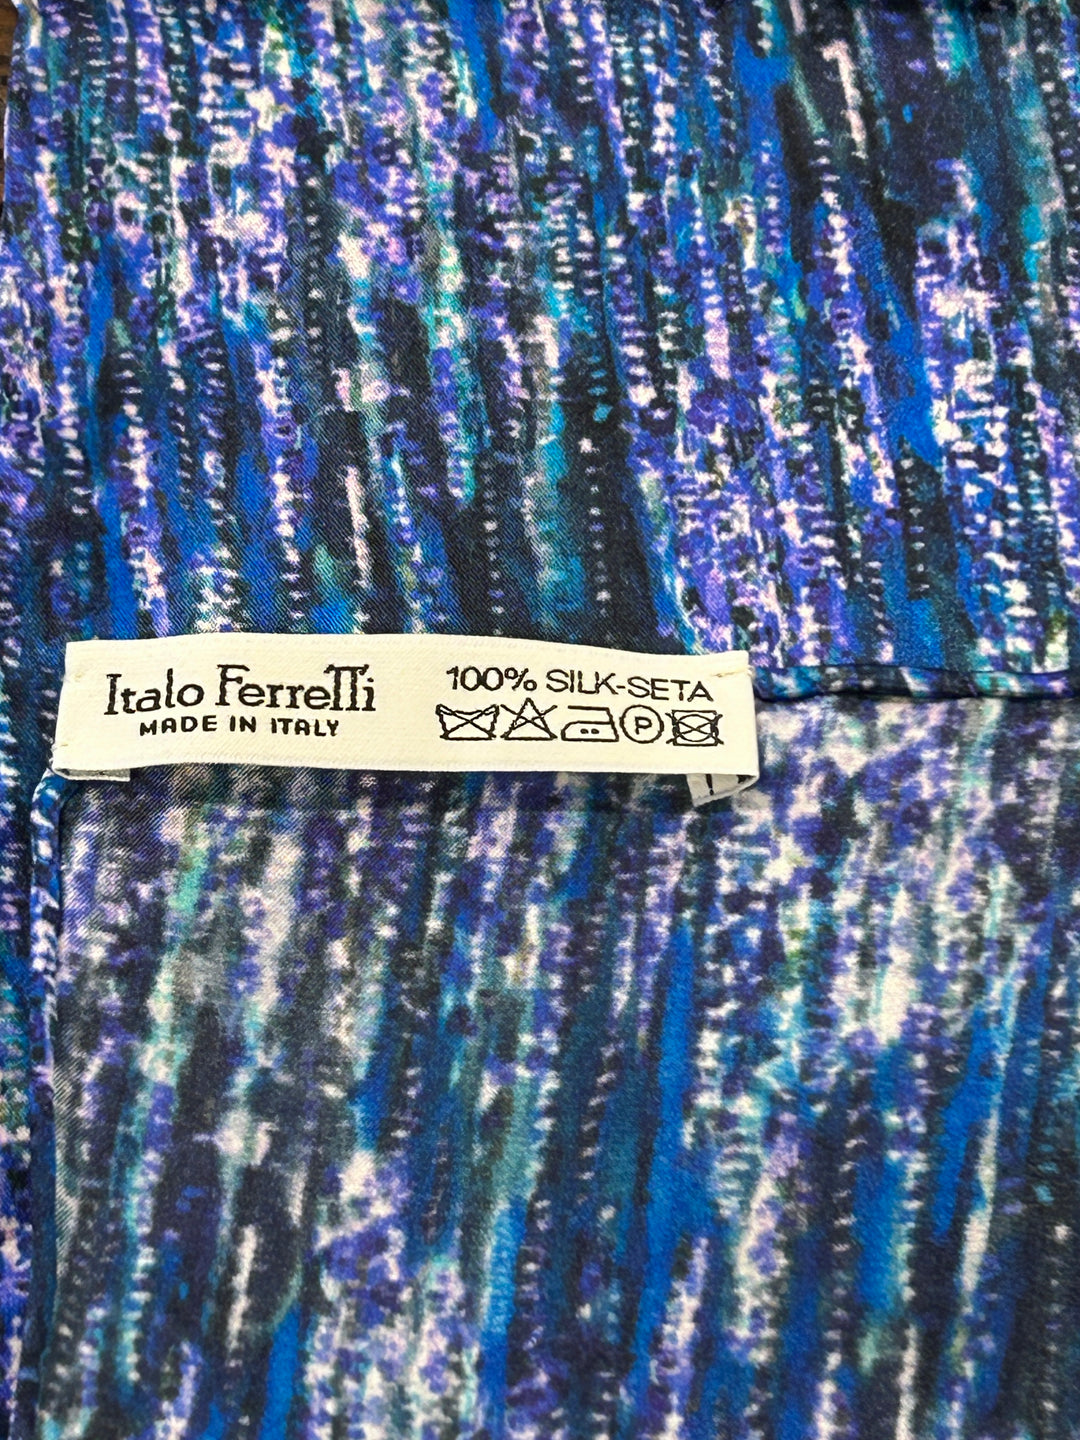 Italo Ferretti
MADE IN ITALY
100% SILK-SETA
P